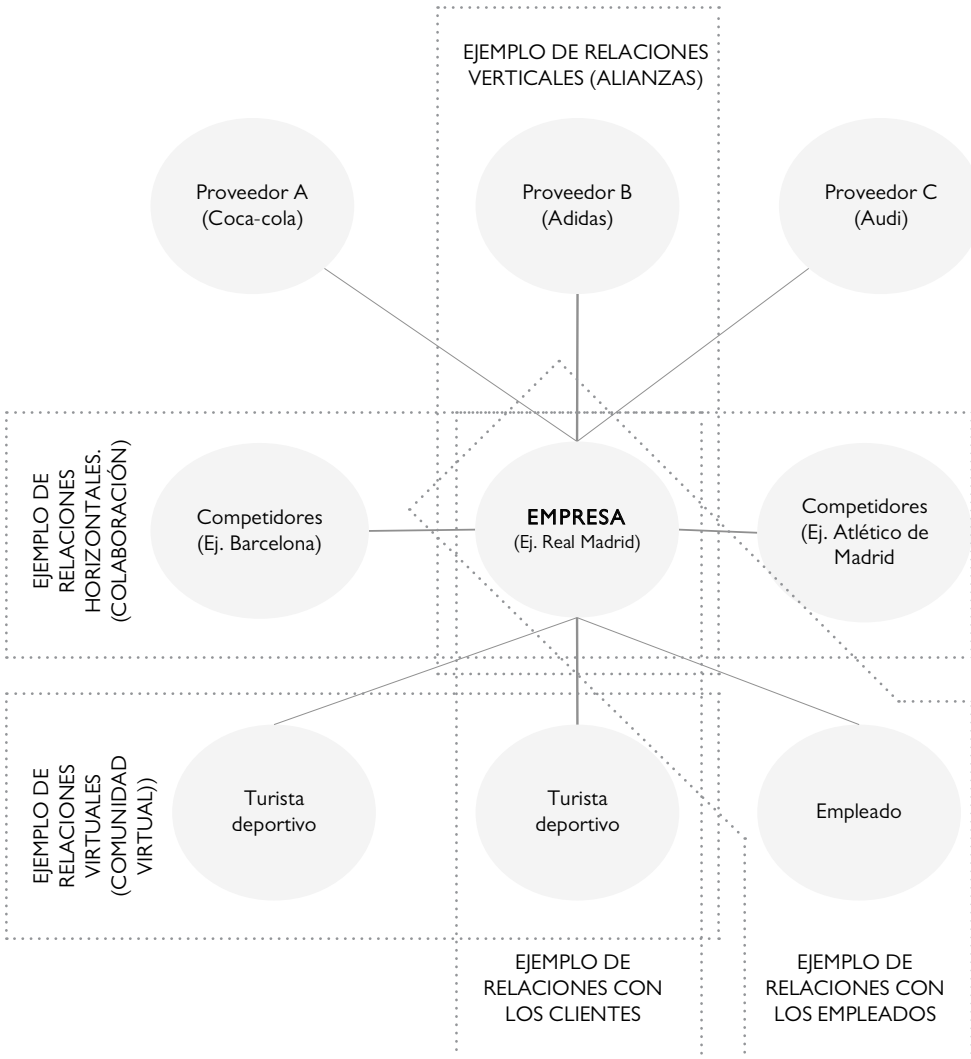 EJEMPLO DE RELACIONES
VERTICALES (ALIANZAS)
Proveedor A
(Coca-cola)
Proveedor B
(Adidas)
Proveedor C
(Audi)
EJEMPLO DE
RELACIONES
HORIZONTALES.
(COLABORACIÓN)
Competidores
(Ej. Barcelona)
EMPRESA
(Ej. Real Madrid)
Competidores
(Ej. Atlético de
Madrid
EJEMPLO DE
RELACIONES
VIRTUALES
(COMUNIDAD
VIRTUAL))
Turista
deportivo
Turista
deportivo
Empleado
EJEMPLO DE
RELACIONES CON
LOS CLIENTES
EJEMPLO DE
RELACIONES CON
LOS EMPLEADOS